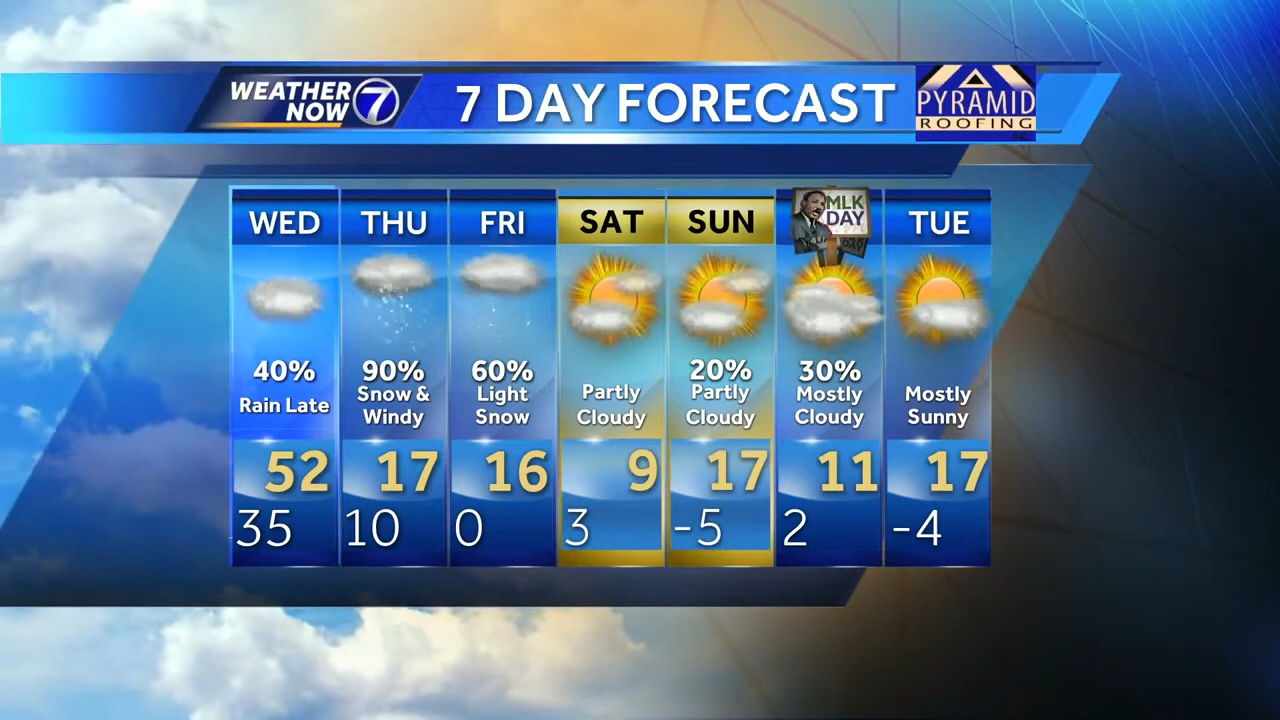 WEATHER
NOW 7
7 DAY FORECAST
PYRAMID
ROOFING
WED
THU
FRI
SAT
SUN
MLK
DAY
TUE
40%
Rain Late
90%
Snow &
Windy
60%
Light
Snow
Partly
Cloudy
20%
Partly
Cloudy
30%
Mostly
Cloudy
Mostly
Sunny
52
17
16
9
17
11
17
35
10
0
3
-5
2
-4